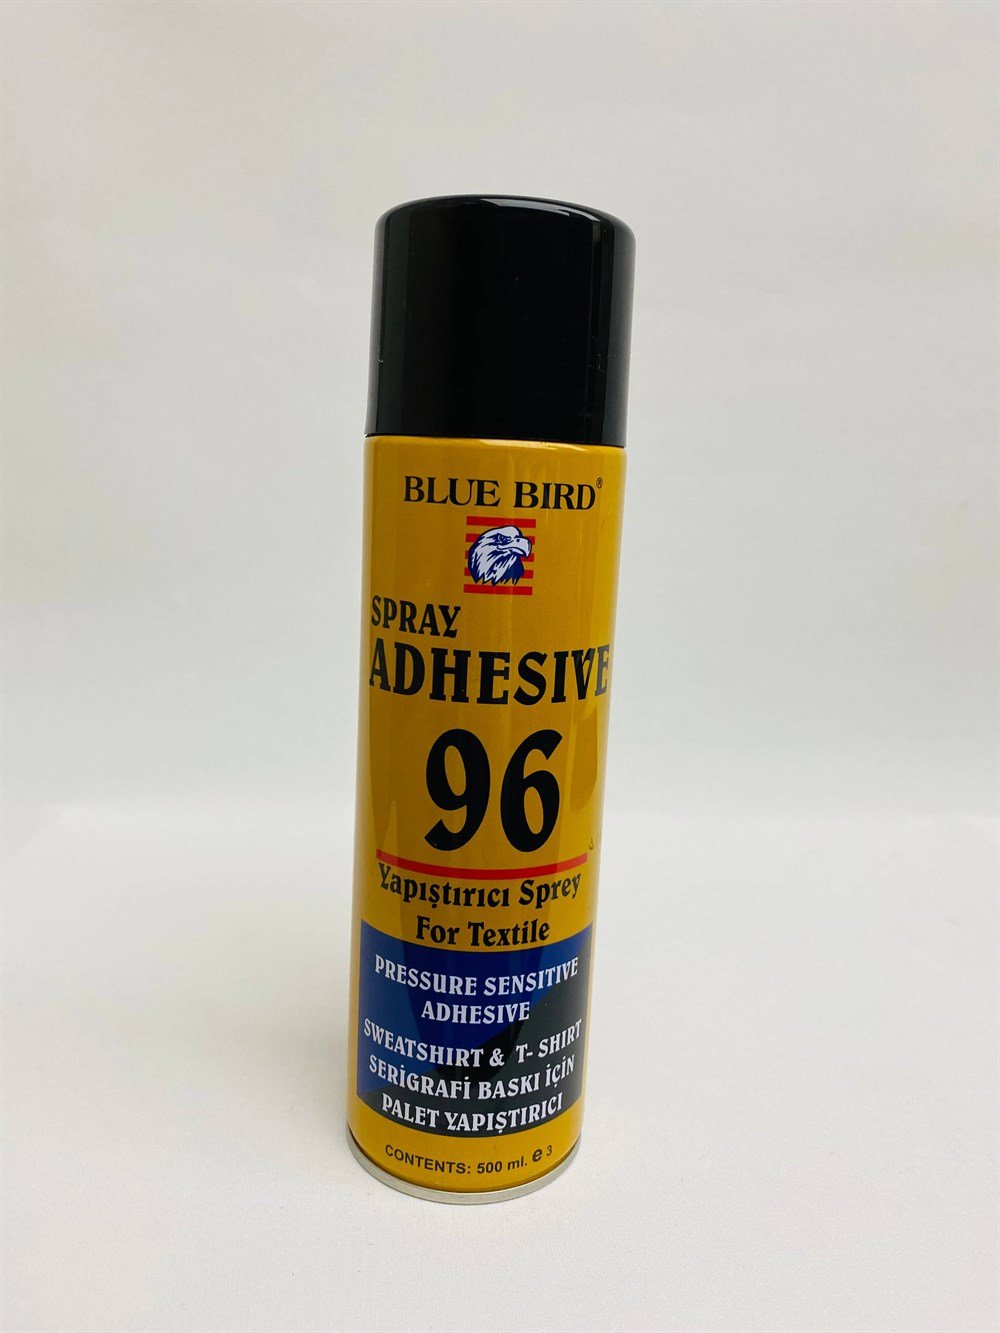 BLUE BIRD®
SPRAY
ADHESIVE
96
Yapıştırıcı Sprey
For Textile
PRESSURE SENSITIVE
ADHESIVE
SWEATSHIRT & T- SHIRT
SERİGRAFİ BASKI İÇİN
PALET YAPIŞTIRICI
CONTENTS: 500 ml. e 3